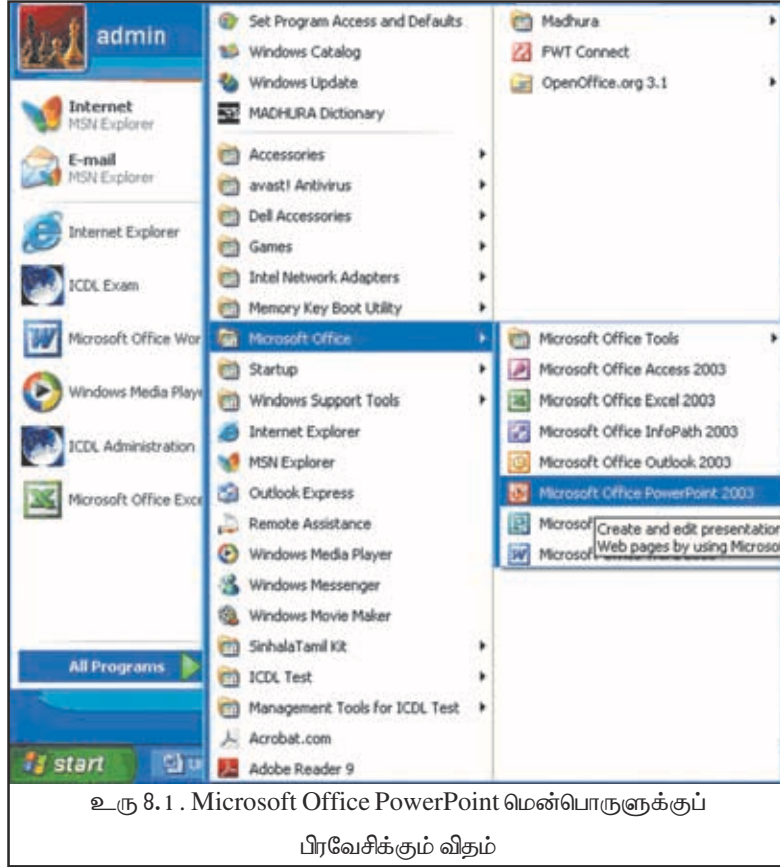 admin
Internet
MSN Explorer
E-mail
MSN Explorer
Internet Explorer
ICDL Exam
Microsoft Office Wor
Windows Media Playe
ICDL Administration
Microsoft Office Exce
All Programs
start
Set Program Access and Defaults
Windows Catalog
Windows Update
MADHURA Dictionary
Accessories
avast! Antivirus
Dell Accessories
Games
Intel Network Adapters
Memory Key Boot Utility
Microsoft Office
Startup
Windows Support Tools
Internet Explorer
MSN Explorer
Outlook Express
Remote Assistance
Windows Media Player
Windows Messenger
Windows Movie Maker
SinhalaTamil Kit
ICDL Test
Management Tools for ICDL Test
Acrobat.com
Adobe Reader 9
Madhura
FWT Connect
OpenOffice.org 3.1
Microsoft Office Tools
Microsoft Office Access 2003
Microsoft Office Excel 2003
Microsoft Office InfoPath 2003
Microsoft Office Outlook 2003
Microsoft Office PowerPoint 2003
Microsof
Create and edit presentation
Web pages by using Microso
Microsof
உரு 8.1 . Microsoft Office PowerPoint மென்பொருளுக்குப்
பிரவேசிக்கும் விதம்